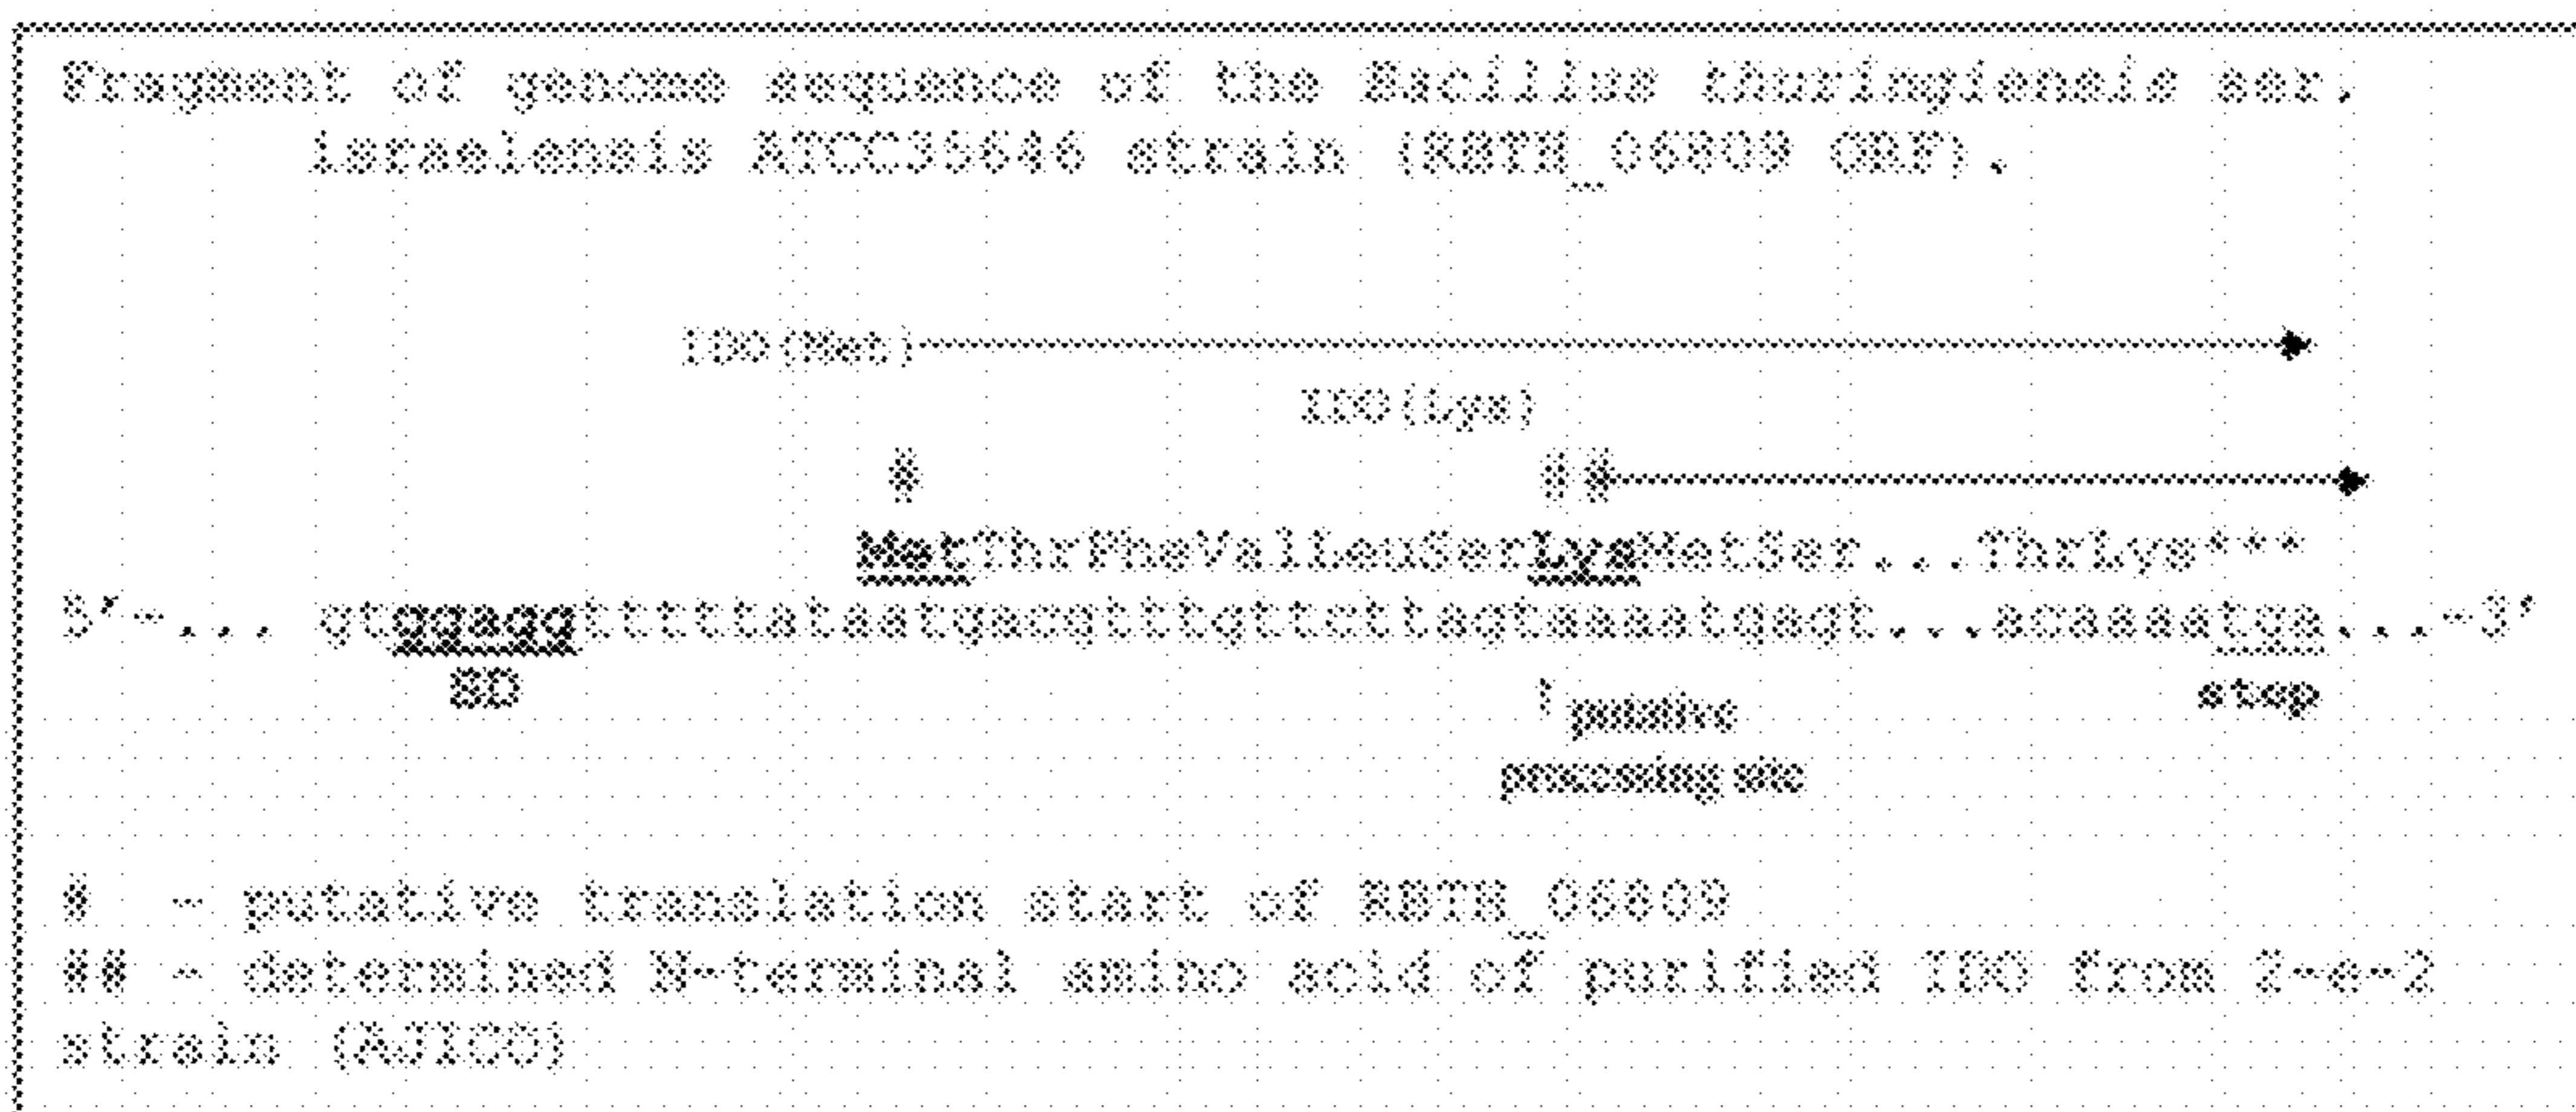 Fragment of genome sequence of the Bacillus thuringiensis ser.
israelensis ATCC35646 strain (RBTH_06809 ORF).
IDO(Met)
IDO(Lys)
# ##
MetThrPheValLeuSerLysMetSer...ThrLys***
5'-... gtggaggtttttataatgacgtttgttcttagtaaaatgagt...acaaaatga...-3'
SD ↑ putative stop
processing site
# - putative translation start of RBTH_06809
## - determined N-terminal amino acid of purified IDO from 2-e-2
strain (AJICO)